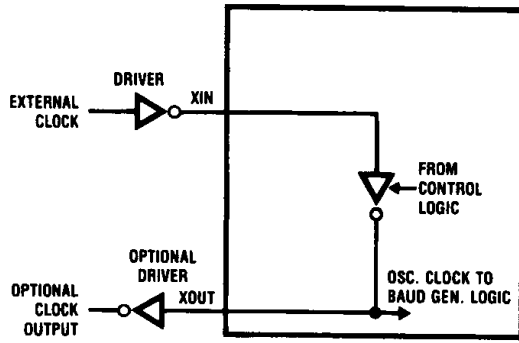 DRIVER
XIN
EXTERNAL
CLOCK
FROM
CONTROL
LOGIC
OPTIONAL
DRIVER
XOUT
OPTIONAL
CLOCK
OUTPUT
OSC. CLOCK TO
BAUD GEN. LOGIC